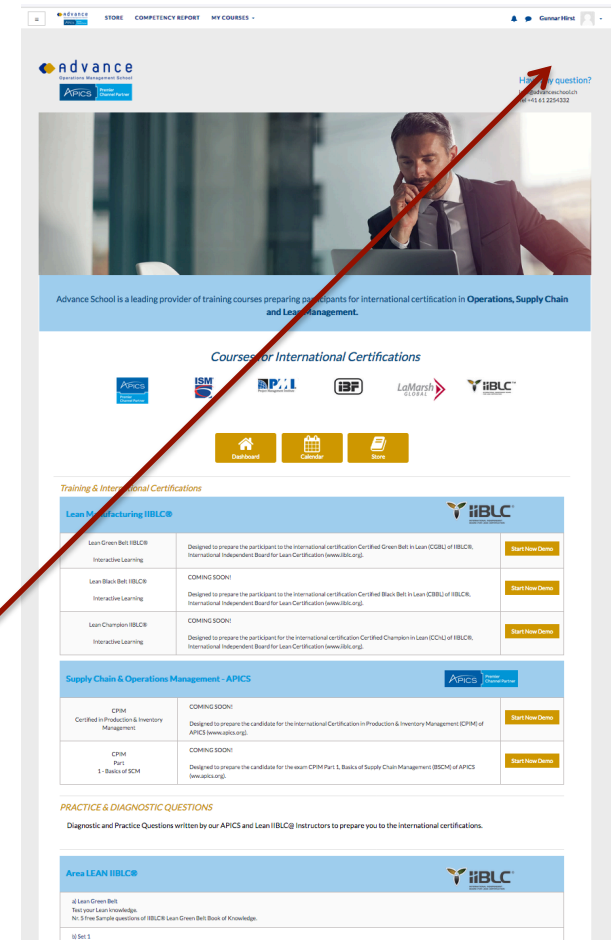 Advance
APICS
STORE COMPETENCY REPORT MY COURSES
Gunnar Hirst
Advance
Operations Management School
APICS Premier
Channel Partner
question?
Tel +41 61 2254332
Advance School is a leading provider of training courses preparing participants for international certification in Operations, Supply Chain
and Lean Management.
Courses for International Certifications
APICS
Premier
Channel Partner
ISM
IBF
LaMarsh
GLOBAL
iiBLC
Dashboard Calendar Store
Training & International Certifications
Lean Manufacturing IIBLC®
iiBLC
Lean Green Belt IIBLC®
Interactive Learning
Designed to prepare the participant to the international certification Certified Green Belt in Lean (CGBL) of IIBLC®,
International Independent Board for Lean Certification (www.iiblc.org).
Start Now Demo
Lean Black Belt IIBLC®
Interactive Learning
COMING SOON!
Designed to prepare the participant to the international certification Certified Black Belt in Lean (CBBL) of IIBLC®,
International Independent Board for Lean Certification (www.iiblc.org).
Start Now Demo
Lean Champion IIBLC®
Interactive Learning
COMING SOON!
Designed to prepare the participant for the international certification Certified Champion in Lean (CChL) of IIBLC®,
International Independent Board for Lean Certification (www.iiblc.org).
Start Now Demo
Supply Chain & Operations Management - APICS
APICS Premier
Channel Partner
CPIM
Certified in Production & Inventory
Management
COMING SOON!
Designed to prepare the candidate for the international Certification in Production & Inventory Management (CPIM) of
APICS (www.apics.org).
Start Now Demo
CPIM
Part
1 - Basics of SCM
COMING SOON!
Designed to prepare the candidate for the exam CPIM Part 1, Basics of Supply Chain Management (BSCM) of APICS
(ww.apics.org).
Start Now Demo
PRACTICE & DIAGNOSTIC QUESTIONS
Diagnostic and Practice Questions written by our APICS and Lean IIBLC@ Instructors to prepare you to the international certifications.
Area LEAN IIBLC®
iiBLC
a) Lean Green Belt
Test your Lean knowledge.
Nr. 5 free Sample questions of IIBLC® Lean Green Belt Book of Knowledge.
b) Set 1